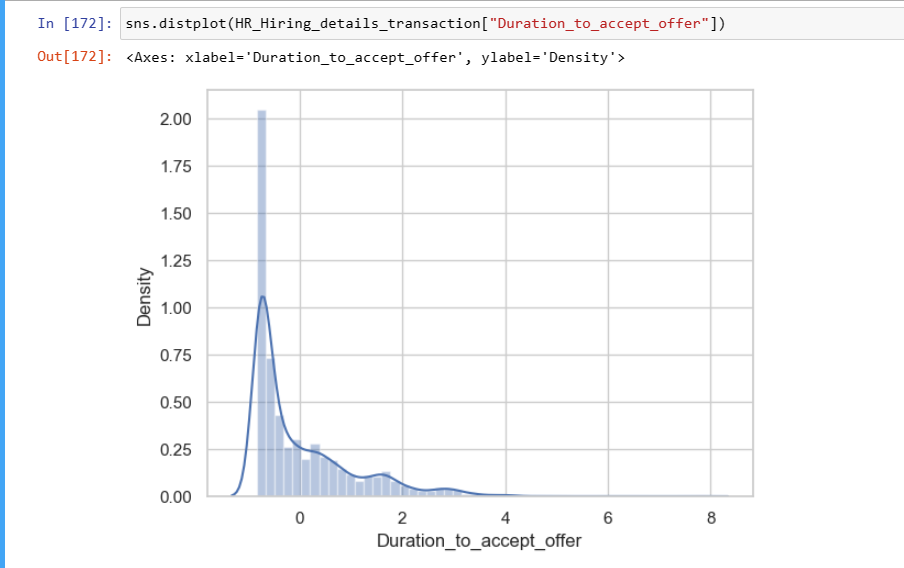 In [172]: sns.distplot(HR_Hiring_details_transaction["Duration_to_accept_offer"])
Out[172]: <Axes: xlabel='Duration_to_accept_offer', ylabel='Density'>
2.00
1.75
1.50
1.25
1.00
0.75
0.50
0.25
0.00
Density
0 2 4 6 8
Duration_to_accept_offer